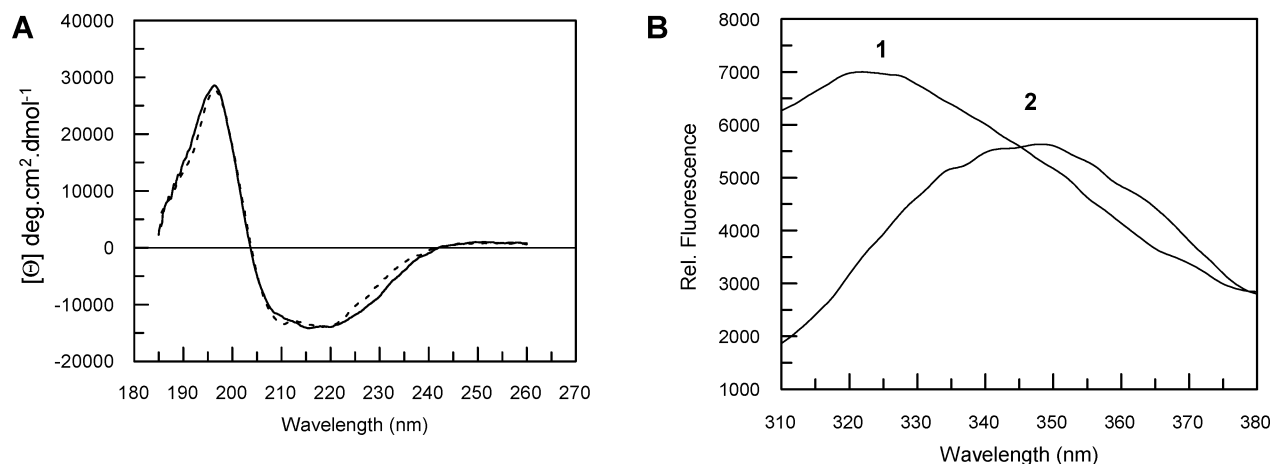 A
[Θ] deg.cm2.dmol-1
40000
30000
20000
10000
0
-10000
-20000
180 190 200 210 220 230 240 250 260 270
Wavelength (nm)
B
Rel. Fluorescence
8000
7000
6000
5000
4000
3000
2000
1000
1
2
310 320 330 340 350 360 370 380
Wavelength (nm)